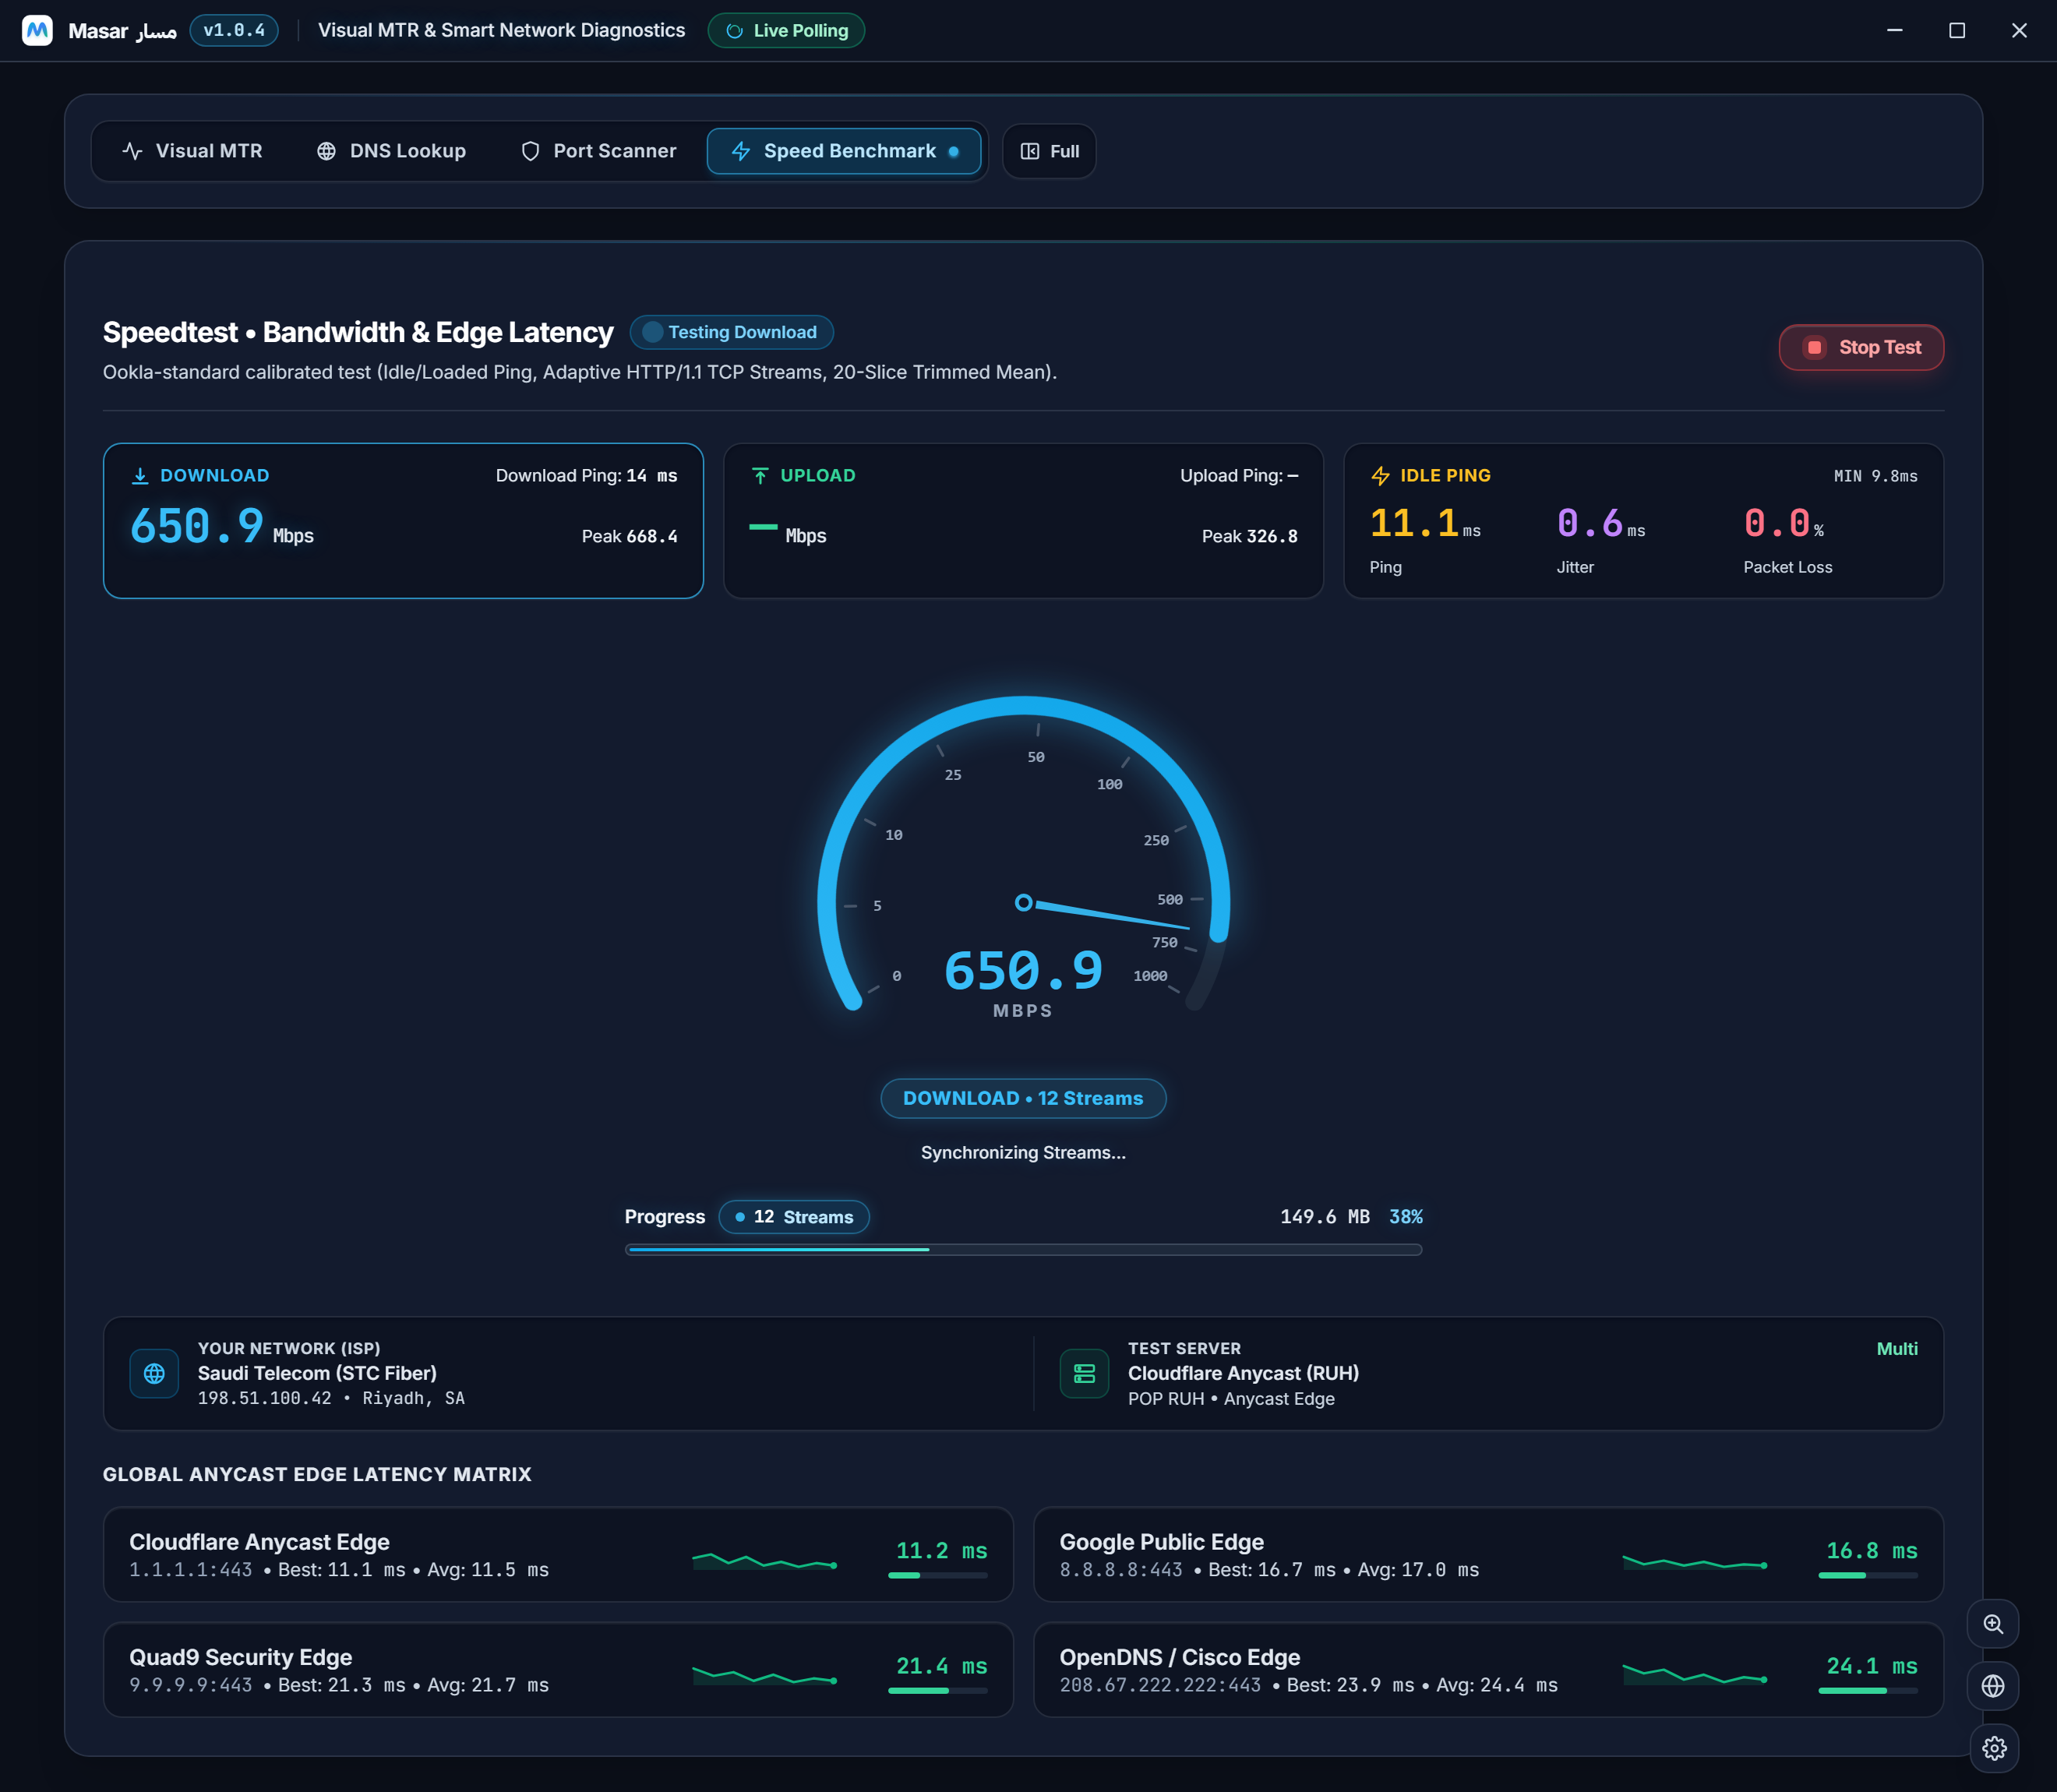 Masar مسار v1.0.4 Visual MTR & Smart Network Diagnostics Live Polling
Visual MTR DNS Lookup Port Scanner Speed Benchmark Full
Speedtest • Bandwidth & Edge Latency Testing Download
Ookla-standard calibrated test (Idle/Loaded Ping, Adaptive HTTP/1.1 TCP Streams, 20-Slice Trimmed Mean).
Stop Test
DOWNLOAD Download Ping: 14 ms
650.9 Mbps Peak 668.4
UPLOAD Upload Ping: –
— Mbps Peak 326.8
IDLE PING MIN 9.8ms
11.1 ms 0.6 ms 0.0 %
Ping Jitter Packet Loss
0
5
10
25
50
100
250
500
750
1000
650.9
MBPS
DOWNLOAD • 12 Streams
Synchronizing Streams...
Progress 12 Streams 149.6 MB 38%
YOUR NETWORK (ISP)
Saudi Telecom (STC Fiber)
198.51.100.42 • Riyadh, SA
TEST SERVER Multi
Cloudflare Anycast (RUH)
POP RUH • Anycast Edge
GLOBAL ANYCAST EDGE LATENCY MATRIX
Cloudflare Anycast Edge
1.1.1.1:443 • Best: 11.1 ms • Avg: 11.5 ms
11.2 ms
Google Public Edge
8.8.8.8:443 • Best: 16.7 ms • Avg: 17.0 ms
16.8 ms
Quad9 Security Edge
9.9.9.9:443 • Best: 21.3 ms • Avg: 21.7 ms
21.4 ms
OpenDNS / Cisco Edge
208.67.222.222:443 • Best: 23.9 ms • Avg: 24.4 ms
24.1 ms